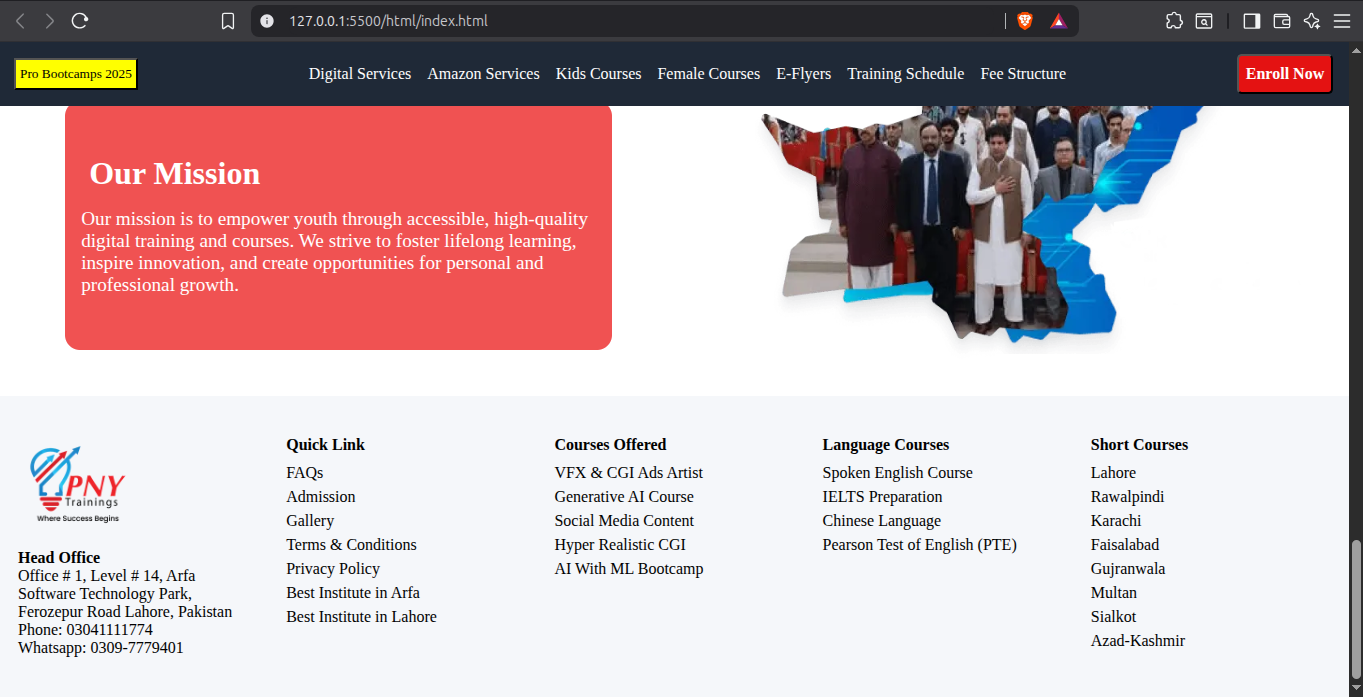 127.0.0.1:5500/html/index.html
Pro Bootcamps 2025
Digital Services
Amazon Services
Kids Courses
Female Courses
E-Flyers
Training Schedule
Fee Structure
Enroll Now
Our Mission
Our mission is to empower youth through accessible, high-quality
digital training and courses. We strive to foster lifelong learning,
inspire innovation, and create opportunities for personal and
professional growth.
PNY
Trainings
Where Success Begins
Head Office
Office # 1, Level # 14, Arfa
Software Technology Park,
Ferozepur Road Lahore, Pakistan
Phone: 03041111774
Whatsapp: 0309-7779401
Quick Link
FAQs
Admission
Gallery
Terms & Conditions
Privacy Policy
Best Institute in Arfa
Best Institute in Lahore
Courses Offered
VFX & CGI Ads Artist
Generative AI Course
Social Media Content
Hyper Realistic CGI
AI With ML Bootcamp
Language Courses
Spoken English Course
IELTS Preparation
Chinese Language
Pearson Test of English (PTE)
Short Courses
Lahore
Rawalpindi
Karachi
Faisalabad
Gujranwala
Multan
Sialkot
Azad-Kashmir